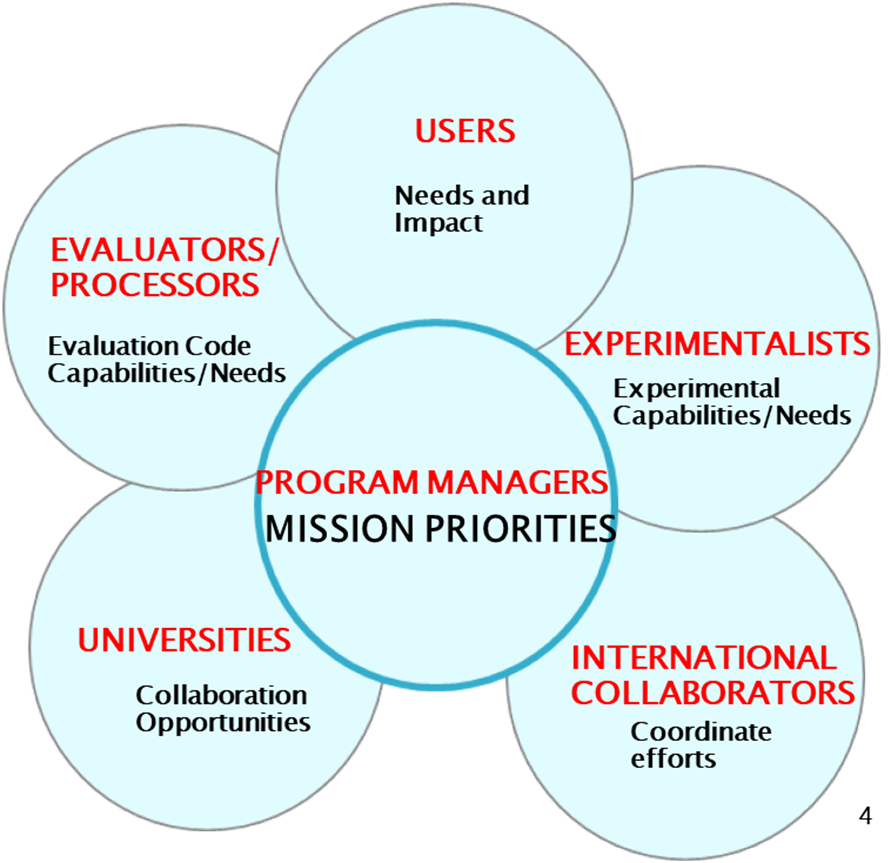 USERS
Needs and
Impact
EVALUATORS/
PROCESSORS
Evaluation Code
Capabilities/Needs
EXPERIMENTALISTS
Experimental
Capabilities/Needs
PROGRAM MANAGERS
MISSION PRIORITIES
UNIVERSITIES
Collaboration
Opportunities
INTERNATIONAL
COLLABORATORS
Coordinate
efforts
4